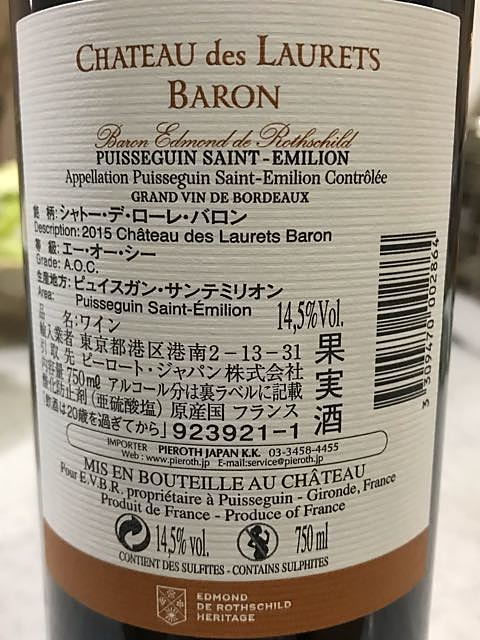 CHATEAU des LAURETS
BARON
Baron Edmond de Rothschild
PUISSEGUIN SAINT-EMILION
Appellation Puisseguin Saint-Emilion Contrôlée
GRAND VIN DE BORDEAUX
銘 柄:シャトー・デ・ローレ・バロン
Description: 2015 Château des Laurets Baron
等 級:エー・オー・シー
Grade: A.O.C.
生産地方:ピュイスガン・サンテミリオン
Area: Puisseguin Saint-Émilion
14,5%Vol.
品 名:ワイン
輸入業者 東京都港区港南2-13-31
引取先 ピーロート・ジャパン株式会社
内容量 750mℓ アルコール分は裏ラベルに記載
酸化防止剤(亜硫酸塩) 原産国 フランス
「飲酒は20歳を過ぎてから」923921-1
果実酒
3 309470 002864
IMPORTER PIEROTH JAPAN K.K. 03-3458-4455
Web : www.pieroth.jp E-mail:service@pieroth.jp
MIS EN BOUTEILLE AU CHÂTEAU
Pour E.V.B.R. propriétaire à Puisseguin - Gironde, France
Produit de France - Produce of France
14,5% vol.
750 ml
CONTIENT DES SULFITES - CONTAINS SULPHITES
EDMOND
DE ROTHSCHILD
HERITAGE